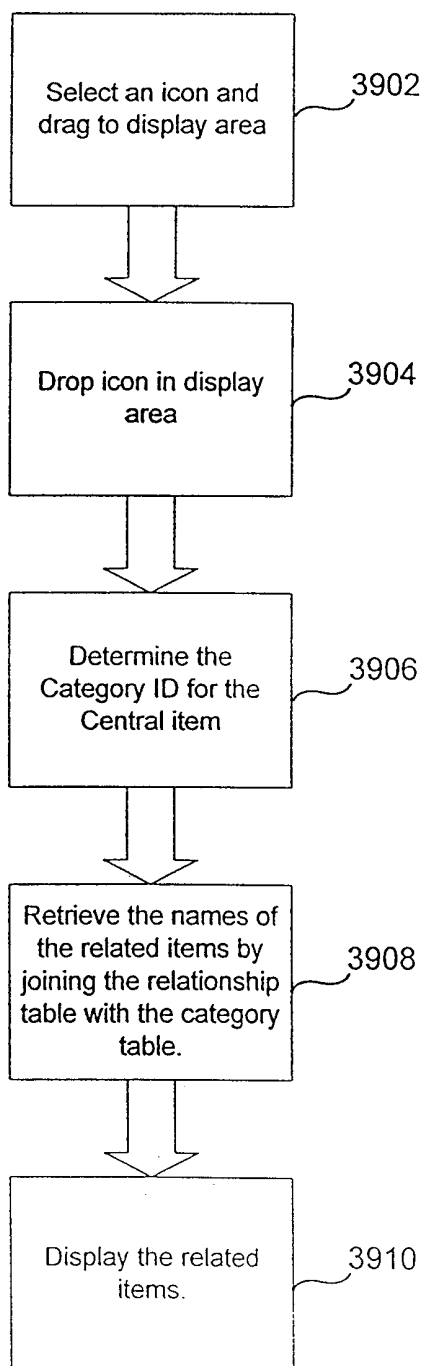 Select an icon and
drag to display area
3902
Drop icon in display
area
3904
Determine the
Category ID for the
Central item
3906
Retrieve the names of
the related items by
joining the relationship
table with the category
table.
3908
Display the related
items.
3910